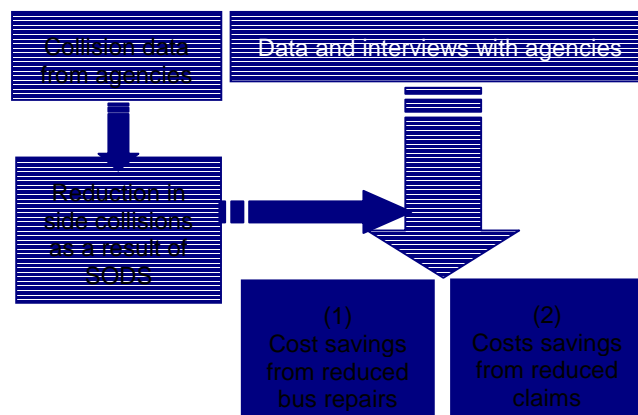 Collision data
from agencies
Data and interviews with agencies
Reduction in
side collisions
as a result of
SODS
(1)
Cost savings
from reduced
bus repairs
(2)
Costs savings
from reduced
claims